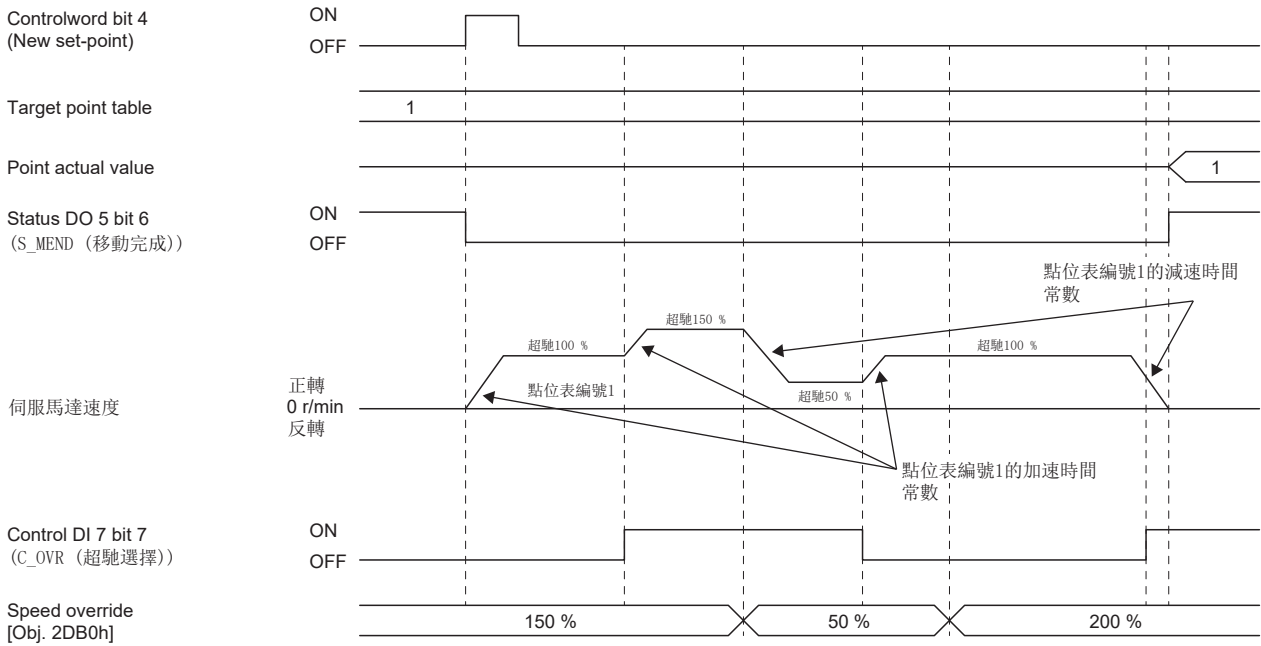 Controlword bit 4
(New set-point)
ON
OFF
Target point table
1
Point actual value
1
Status DO 5 bit 6
(S_MEND (移動完成))
ON
OFF
點位表編號1的減速時間
常數
超馳150 %
超馳100 %
超馳100 %
點位表編號1
超馳50 %
伺服馬達速度
正轉
0 r/min
反轉
點位表編號1的加速時間
常數
Control DI 7 bit 7
(C_OVR (超馳選擇))
ON
OFF
Speed override
[Obj. 2DB0h]
150 %
50 %
200 %